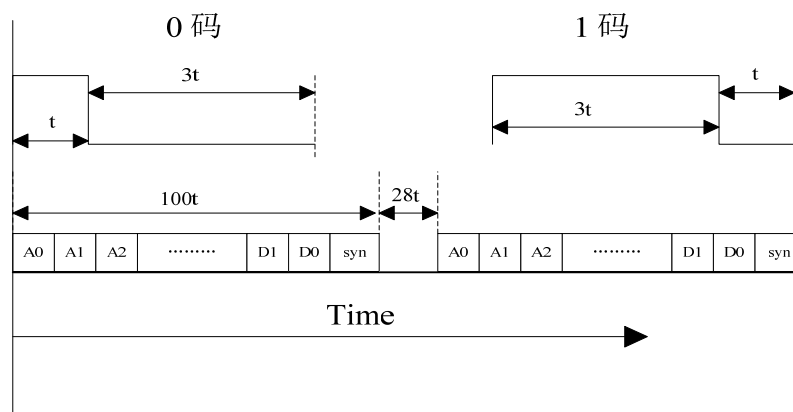 0 码 1 码
3t t
t 3t
100t 28t
A0 A1 A2 ......... D1 D0 syn A0 A1 A2 ......... D1 D0 syn
Time